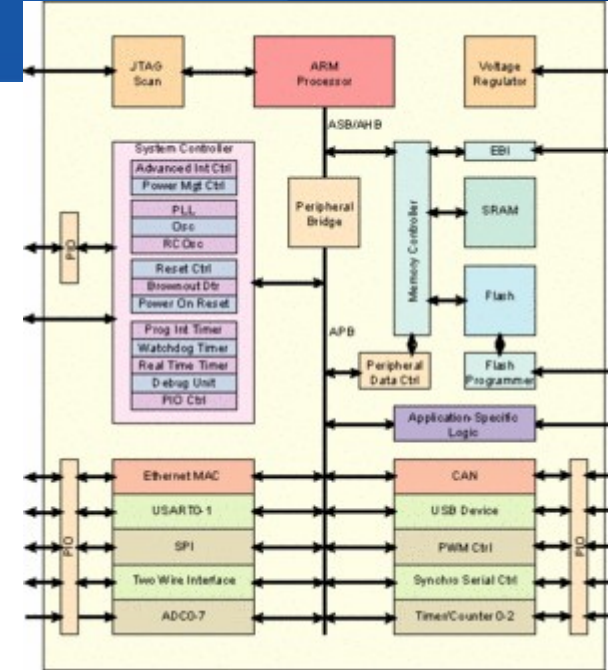 JTAG
Scan
ARM
Processor
Voltage
Regulator
ASB/AHB
System Controller
Advanced Int Ctrl
Power Mgt Ctrl
PLL
Osc
RC Osc
Reset Ctrl
Brownout Dtr
Power On Reset
Prog Int Timer
Watchdog Timer
Real Time Timer
Debug Unit
PIO Ctrl
PIO
Peripheral
Bridge
APB
Memory Controller
EBI
SRAM
Flash
Peripheral
Data Ctrl
Flash
Programmer
Application-Specific
Logic
PIO
Ethernet MAC
USART0-1
SPI
Two Wire Interface
ADC0-7
CAN
USB Device
PWM Ctrl
Synchro Serial Ctrl
Timer/Counter 0-2
PIO